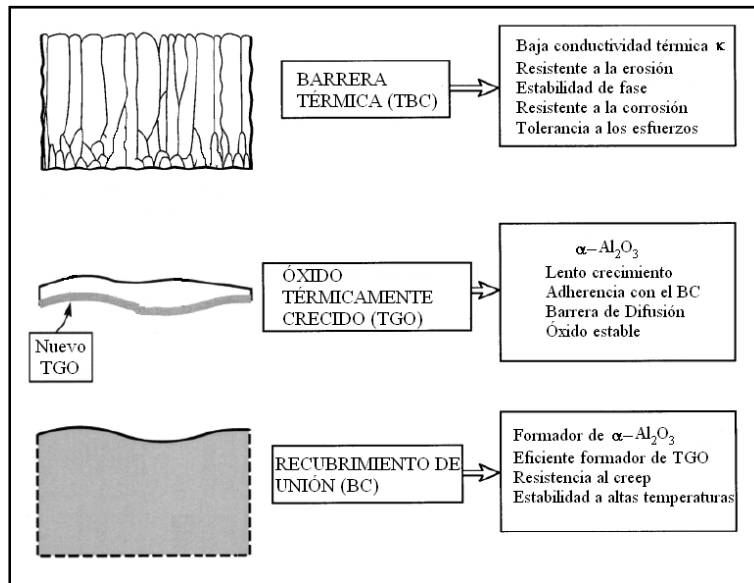 BARRERA
TÉRMICA (TBC)
Baja conductividad térmica κ
Resistente a la erosión
Estabilidad de fase
Resistente a la corrosión
Tolerancia a los esfuerzos
Nuevo
TGO
ÓXIDO
TÉRMICAMENTE
CRECIDO (TGO)
α-Al₂O₃
Lento crecimiento
Adherencia con el BC
Barrera de Difusión
Óxido estable
RECUBRIMIENTO DE
UNIÓN (BC)
Formador de α-Al₂O₃
Eficiente formador de TGO
Resistencia al creep
Estabilidad a altas temperaturas